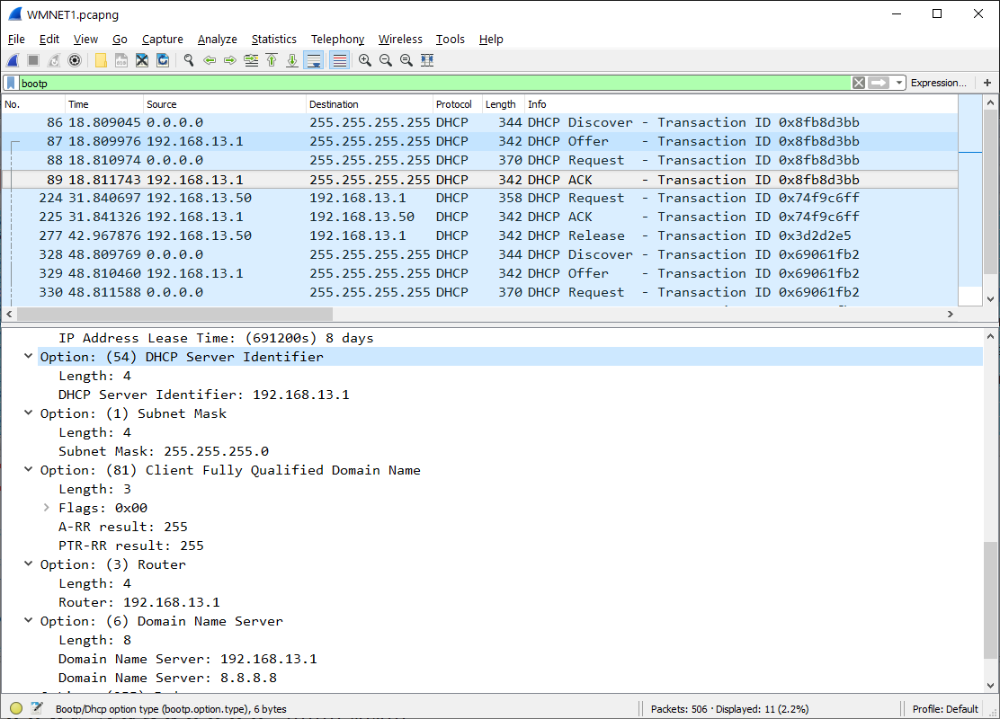 WMNET1.pcapng
File Edit View Go Capture Analyze Statistics Telephony Wireless Tools Help
bootp Expression... +
No. Time Source Destination Protocol Length Info
86 18.809045 0.0.0.0 255.255.255.255 DHCP 344 DHCP Discover - Transaction ID 0x8fb8d3bb
87 18.809976 192.168.13.1 255.255.255.255 DHCP 342 DHCP Offer - Transaction ID 0x8fb8d3bb
88 18.810974 0.0.0.0 255.255.255.255 DHCP 370 DHCP Request - Transaction ID 0x8fb8d3bb
89 18.811743 192.168.13.1 255.255.255.255 DHCP 342 DHCP ACK - Transaction ID 0x8fb8d3bb
224 31.840697 192.168.13.50 192.168.13.1 DHCP 358 DHCP Request - Transaction ID 0x74f9c6ff
225 31.841326 192.168.13.1 192.168.13.50 DHCP 342 DHCP ACK - Transaction ID 0x74f9c6ff
277 42.967876 192.168.13.50 192.168.13.1 DHCP 342 DHCP Release - Transaction ID 0x3d2d2e5
328 48.809769 0.0.0.0 255.255.255.255 DHCP 344 DHCP Discover - Transaction ID 0x69061fb2
329 48.810460 192.168.13.1 255.255.255.255 DHCP 342 DHCP Offer - Transaction ID 0x69061fb2
330 48.811588 0.0.0.0 255.255.255.255 DHCP 370 DHCP Request - Transaction ID 0x69061fb2
IP Address Lease Time: (691200s) 8 days
Option: (54) DHCP Server Identifier
Length: 4
DHCP Server Identifier: 192.168.13.1
Option: (1) Subnet Mask
Length: 4
Subnet Mask: 255.255.255.0
Option: (81) Client Fully Qualified Domain Name
Length: 3
Flags: 0x00
A-RR result: 255
PTR-RR result: 255
Option: (3) Router
Length: 4
Router: 192.168.13.1
Option: (6) Domain Name Server
Length: 8
Domain Name Server: 192.168.13.1
Domain Name Server: 8.8.8.8
Bootp/Dhcp option type (bootp.option.type), 6 bytes Packets: 506 · Displayed: 11 (2.2%) Profile: Default